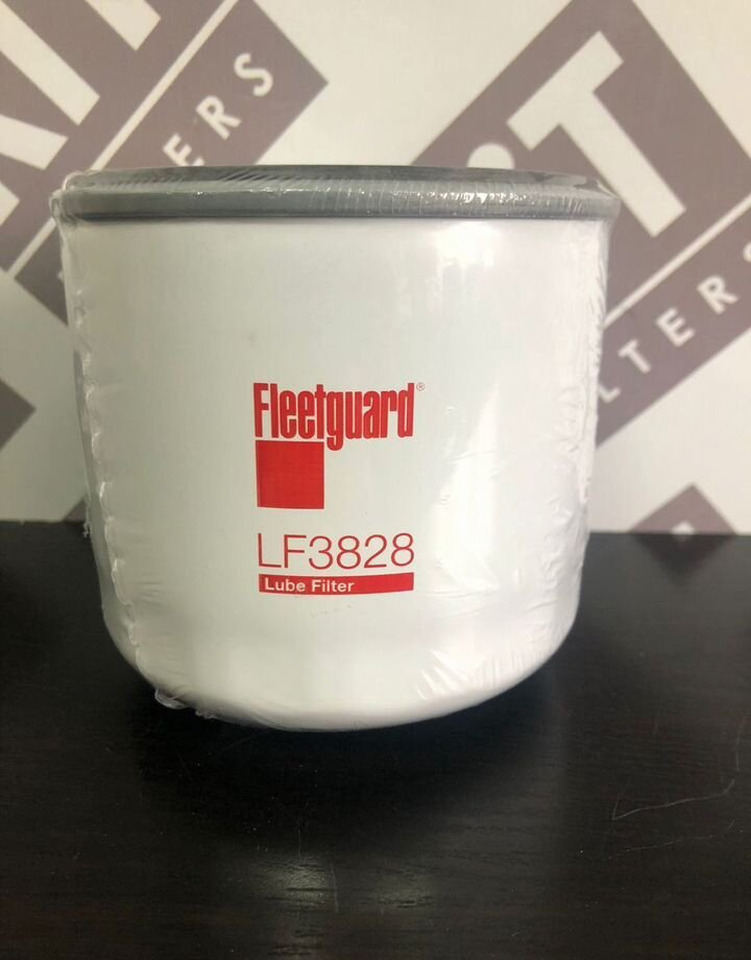 ERS
T
LTERS
Fleetguard®
LF3828
Lube Filter